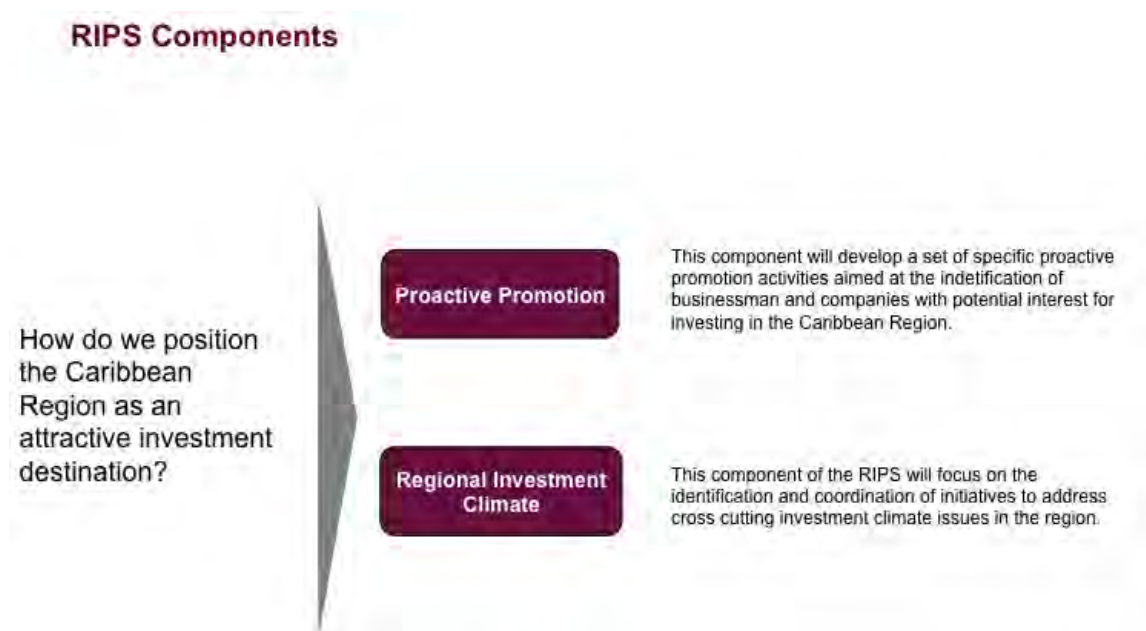 RIPS Components
How do we position
the Caribbean
Region as an
attractive investment
destination?
Proactive Promotion
This component will develop a set of specific proactive
promotion activities aimed at the indetification of
businessman and companies with potential interest for
investing in the Caribbean Region.
Regional Investment
Climate
This component of the RIPS will focus on the
identification and coordination of initiatives to address
cross cutting investment climate issues in the region.